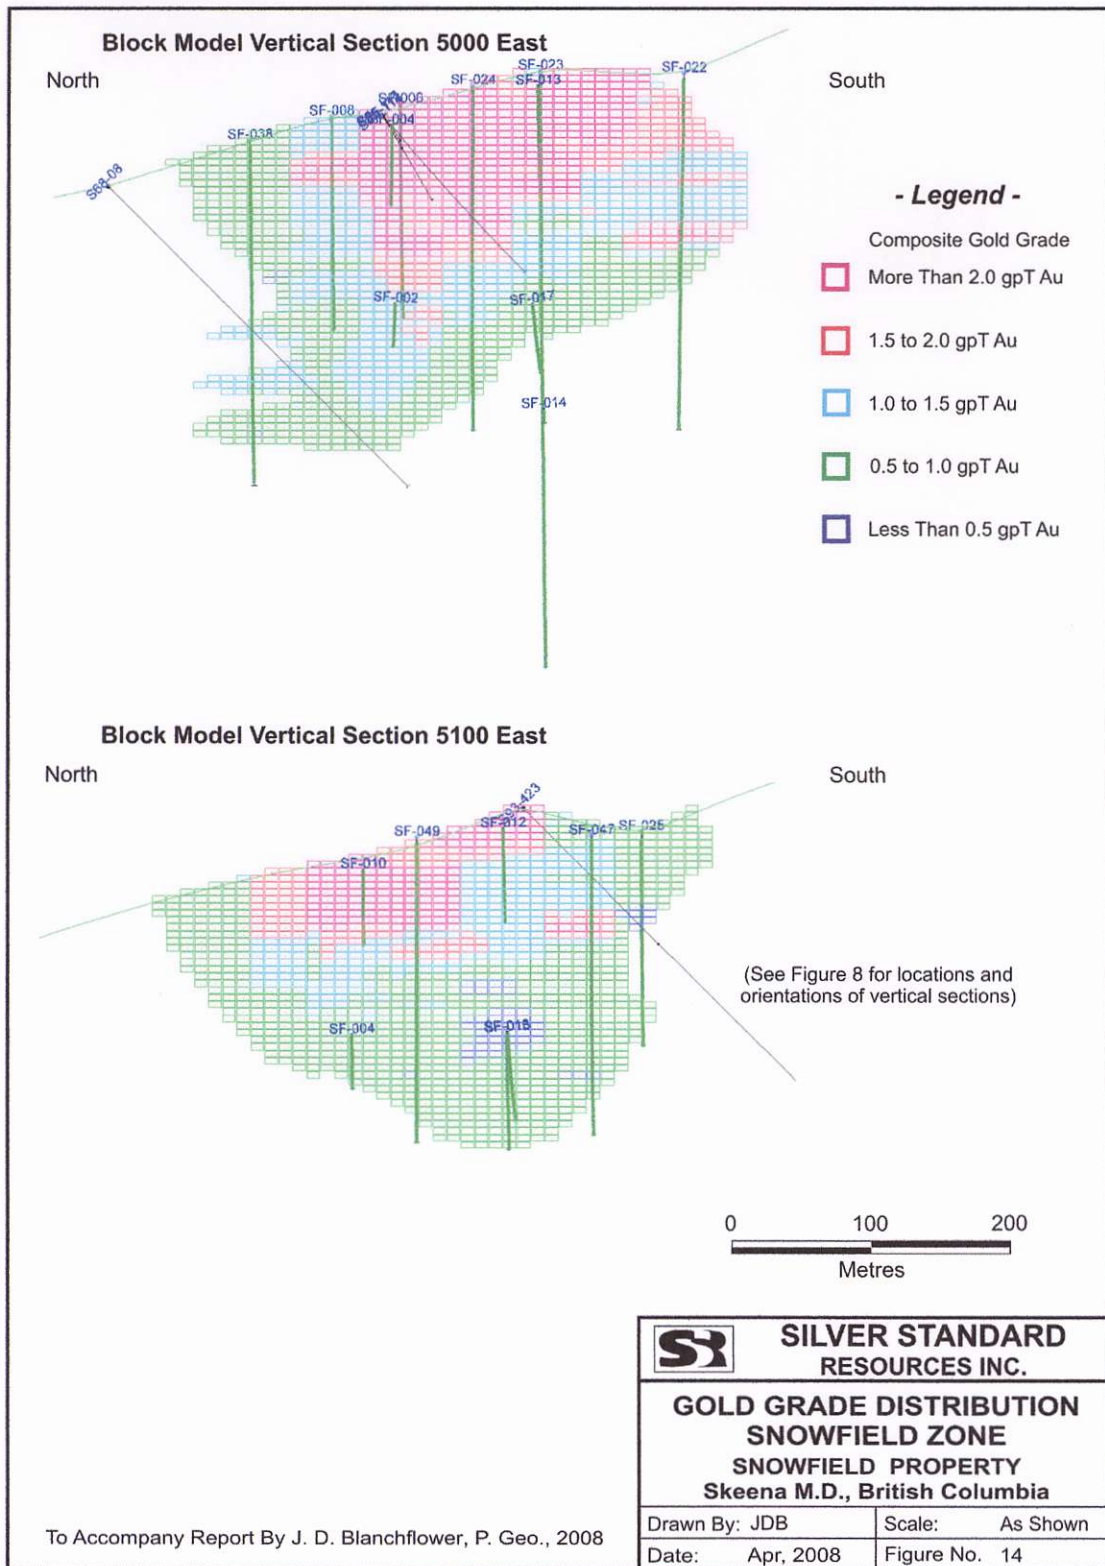 Block Model Vertical Section 5000 East
North
South
SF-023
SF-022
SF-024
SF-013
SF-006
SF-008
SF-004
SF-038
S68-08
SF-002
SF-017
SF-014
- Legend -
Composite Gold Grade
More Than 2.0 gpT Au
1.5 to 2.0 gpT Au
1.0 to 1.5 gpT Au
0.5 to 1.0 gpT Au
Less Than 0.5 gpT Au
Block Model Vertical Section 5100 East
North
South
SF-049
SF-012
SF-047
SF-025
SF-010
SF-004
(See Figure 8 for locations and
orientations of vertical sections)
0 100 200
Metres
SILVER STANDARD
RESOURCES INC.
GOLD GRADE DISTRIBUTION
SNOWFIELD ZONE
SNOWFIELD PROPERTY
Skeena M.D., British Columbia
Drawn By: JDB
Scale: As Shown
Date: Apr, 2008
Figure No. 14
To Accompany Report By J. D. Blanchflower, P. Geo., 2008